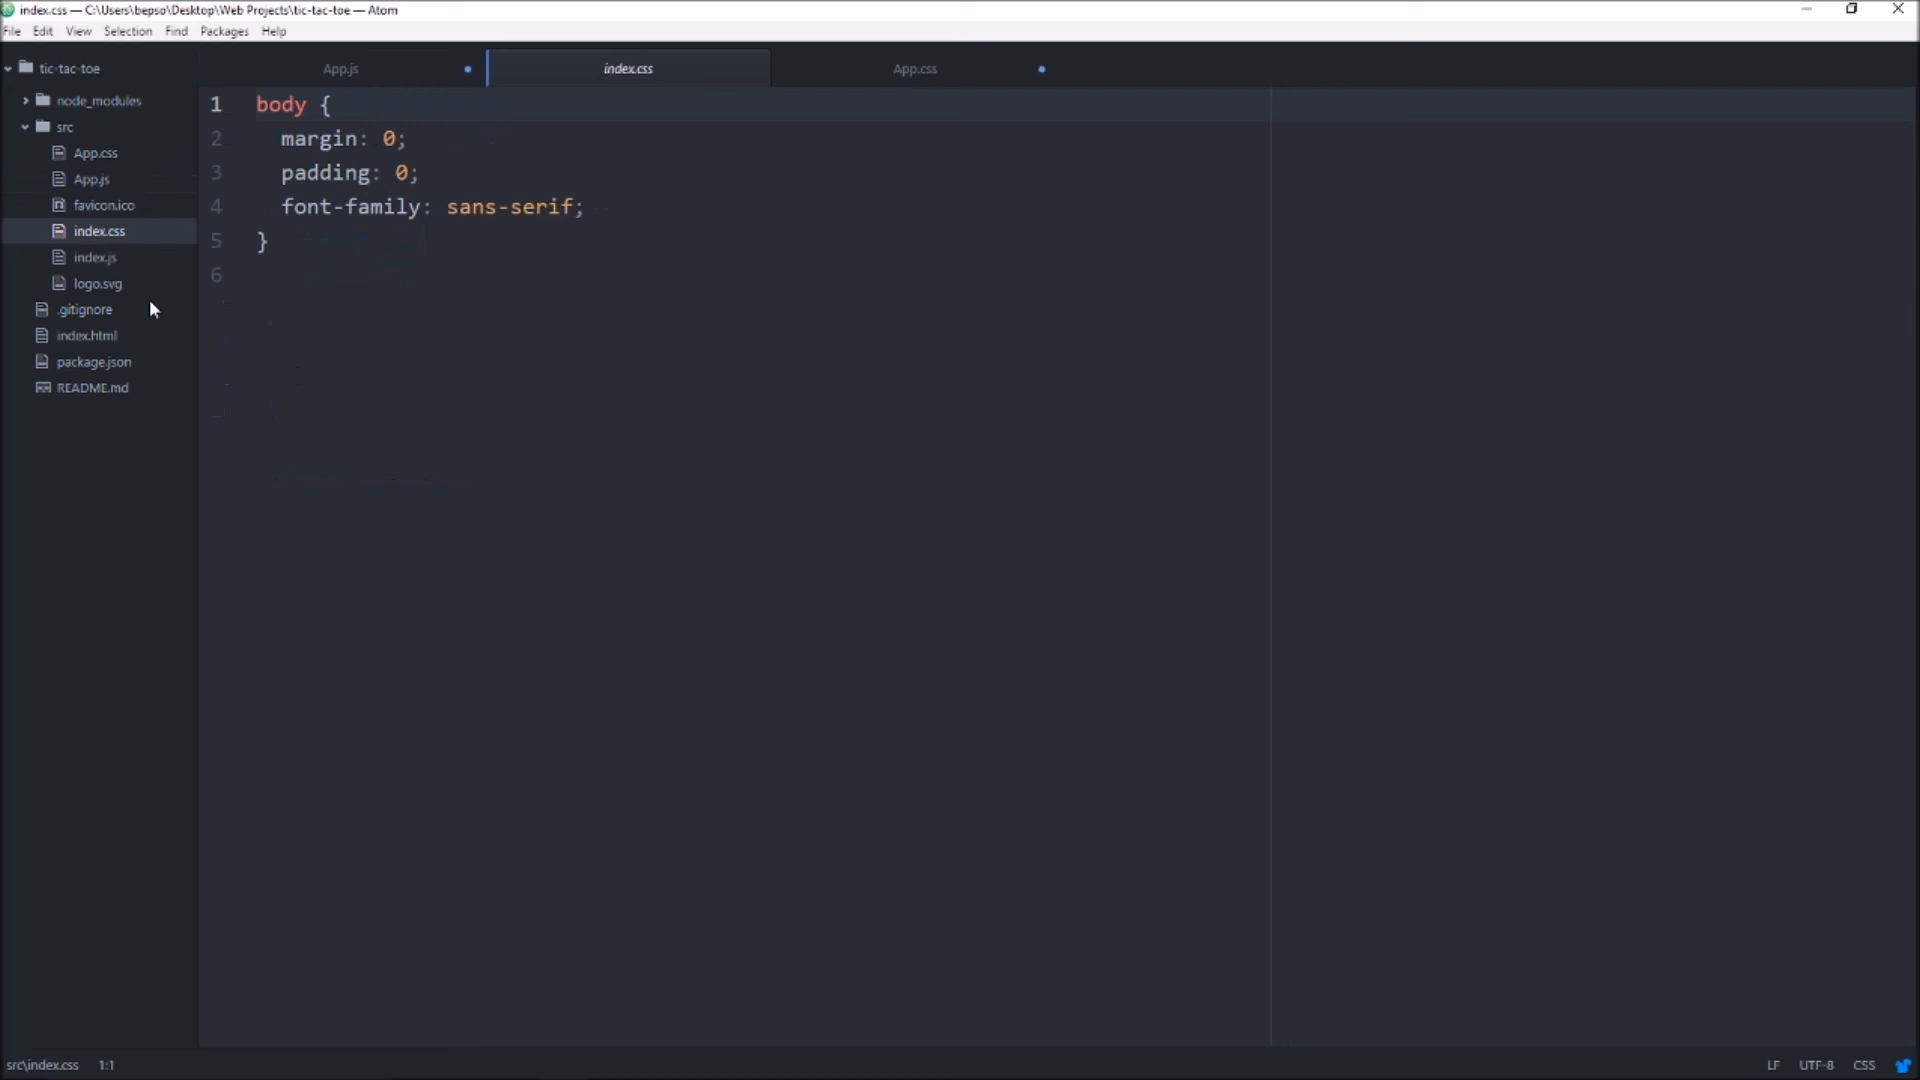 index.css — C:\Users\bepso\Desktop\Web Projects\tic-tac-toe — Atom
File Edit View Selection Find Packages Help
tic-tac-toe
node_modules
src
App.css
App.js
favicon.ico
index.css
index.js
logo.svg
.gitignore
index.html
package.json
README.md
App.js index.css App.css
1 body {
2 margin: 0;
3 padding: 0;
4 font-family: sans-serif;
5 }
6
src\index.css 1:1 LF UTF-8 CSS